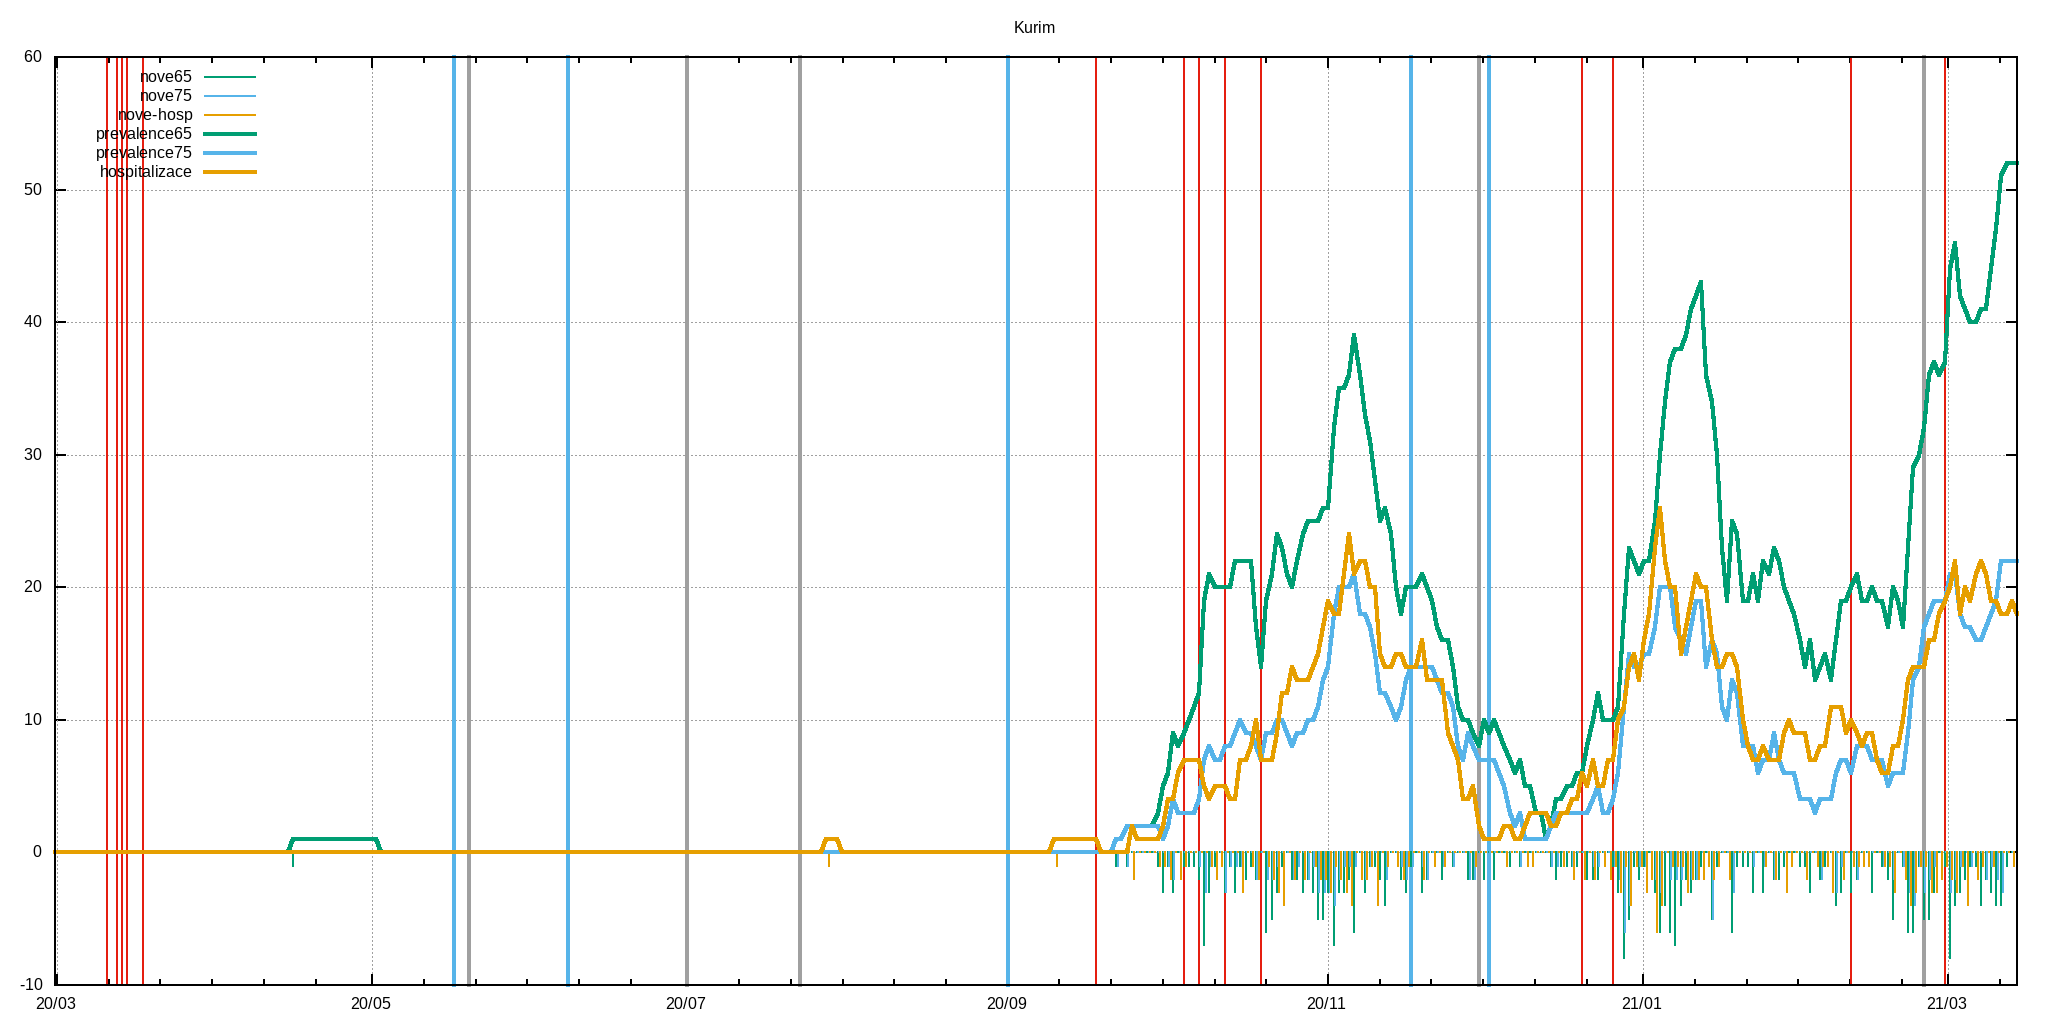 Kurim
60
nove65
nove75
nove-hosp
prevalence65
prevalence75
hospitalizace
50
40
30
20
10
0
-10
20/03 20/05 20/07 20/09 20/11 21/01 21/03